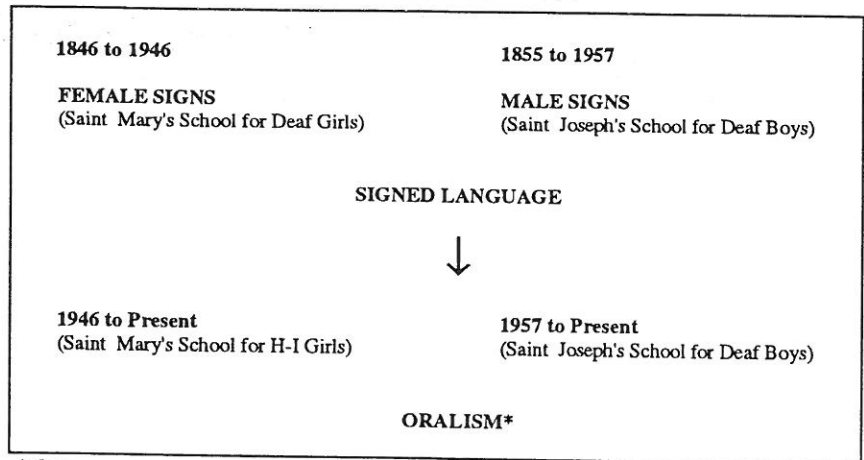 1846 to 1946
1855 to 1957
FEMALE SIGNS
(Saint Mary's School for Deaf Girls)
MALE SIGNS
(Saint Joseph's School for Deaf Boys)
SIGNED LANGUAGE
↓
1946 to Present
(Saint Mary's School for H-I Girls)
1957 to Present
(Saint Joseph's School for Deaf Boys)
ORALISM*